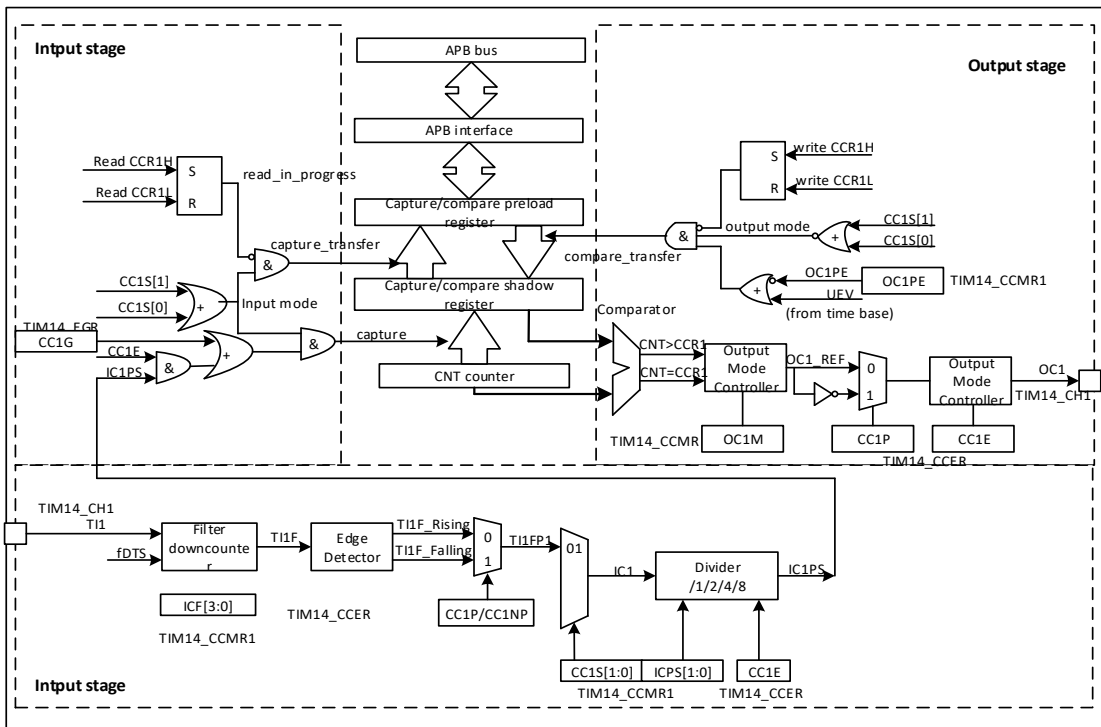 Intput stage
APB bus
Output stage
APB interface
Read CCR1H
S
Read CCR1L
R
read_in_progress
S
write CCR1H
R
write CCR1L
Capture/compare preload
register
capture_transfer
&
&
output mode
+
CC1S[1]
CC1S[0]
compare_transfer
CC1S[1]
CC1S[0]
+
Input mode
Capture/compare shadow
register
OC1PE
OC1PE
TIM14_CCMR1
+
UEV
(from time base)
TIM14_EGR
CC1G
CC1E
IC1PS
&
+
&
capture
CNT counter
Comparator
CNT>CCR1
CNT=CCR1
Output
Mode
Controller
OC1_REF
0
1
Output
Mode
Controller
OC1
TIM14_CH1
TIM14_CCMR
OC1M
CC1P
CC1E
TIM14_CCER
TIM14_CH1
TI1
fDTS
Filter
downcounte
r
TI1F
Edge
Detector
TI1F_Rising
TI1F_Falling
0
1
TI1FP1
01
IC1
Divider
/1/2/4/8
IC1PS
ICF[3:0]
TIM14_CCMR1
TIM14_CCER
CC1P/CC1NP
CC1S[1:0]
ICPS[1:0]
CC1E
TIM14_CCMR1
TIM14_CCER
Intput stage